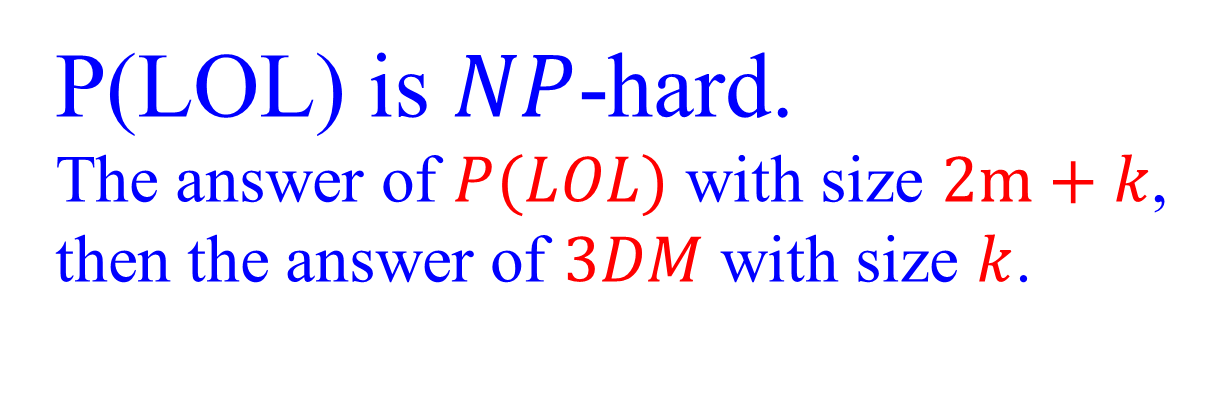 P(LOL) is NP-hard.
The answer of P(LOL) with size 2m + k,
then the answer of 3DM with size k.